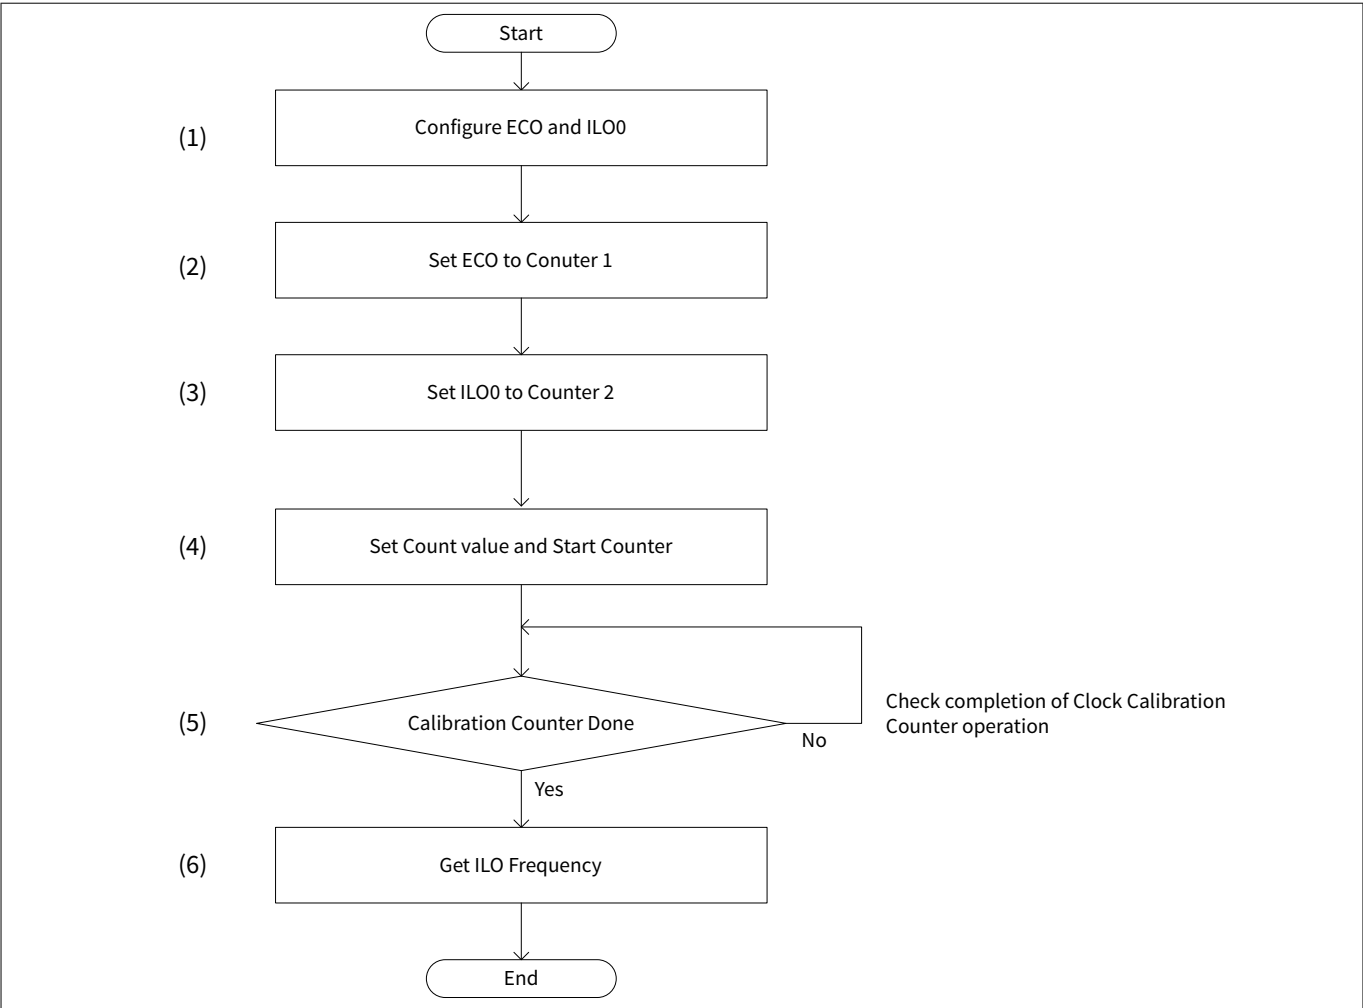 Start
(1)
Configure ECO and ILO0
(2)
Set ECO to Conuter 1
(3)
Set ILO0 to Counter 2
(4)
Set Count value and Start Counter
(5)
Calibration Counter Done
No
Check completion of Clock Calibration
Counter operation
Yes
(6)
Get ILO Frequency
End